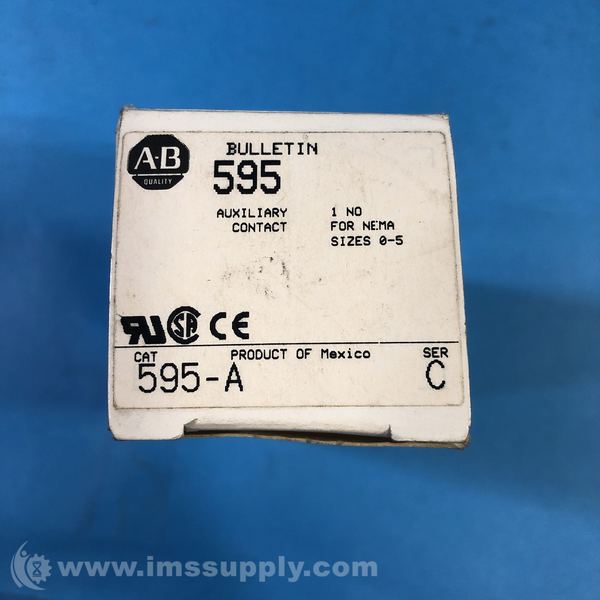 A-B
QUALITY
BULLETIN
595
AUXILIARY 1 NO
CONTACT FOR NEMA
SIZES 0-5
CE
CAT PRODUCT OF Mexico SER
595-A C
www.imssupply.com